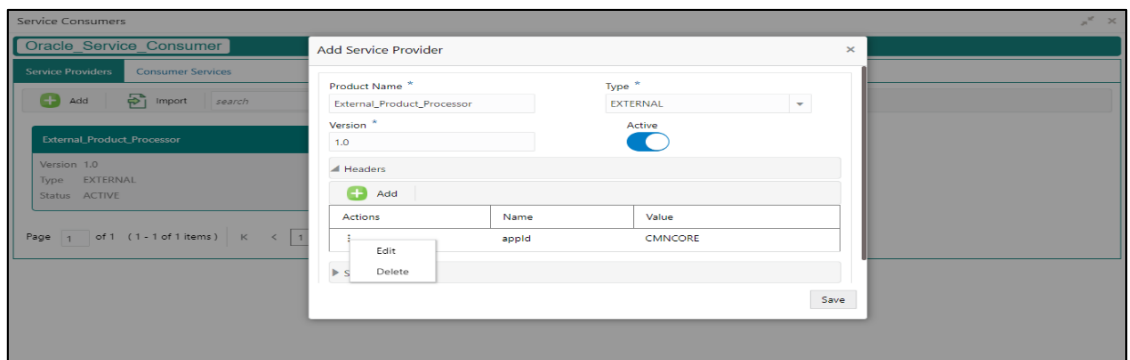 Service Consumers
Oracle_Service_Consumer
Service Providers Consumer Services
Add Import search
External_Product_Processor
Version 1.0
Type EXTERNAL
Status ACTIVE
Page 1 of 1 (1 - 1 of 1 items) K < 1
Add Service Provider
Product Name * Type *
External_Product_Processor EXTERNAL
Version * Active
1.0
Headers
Add
Actions Name Value
appId CMNCORE
Edit
Delete
S
Save